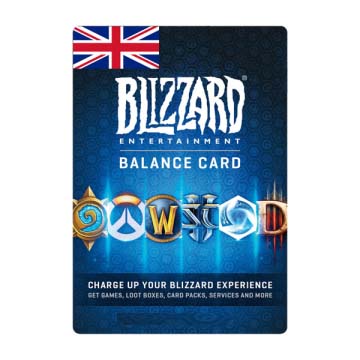 BLIZZARD
ENTERTAINMENT
BALANCE CARD
CHARGE UP YOUR BLIZZARD EXPERIENCE
GET GAMES, LOOT BOXES, CARD PACKS, SERVICES AND MORE